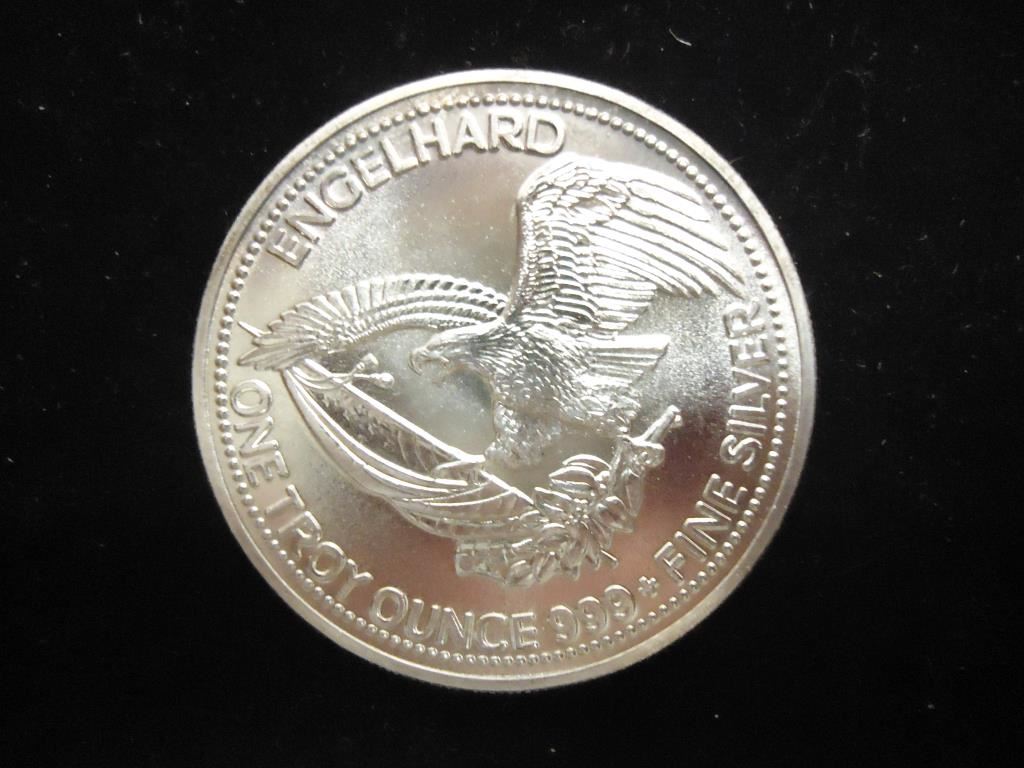 ENGELHARD
ONE TROY OUNCE 999+ FINE SILVER